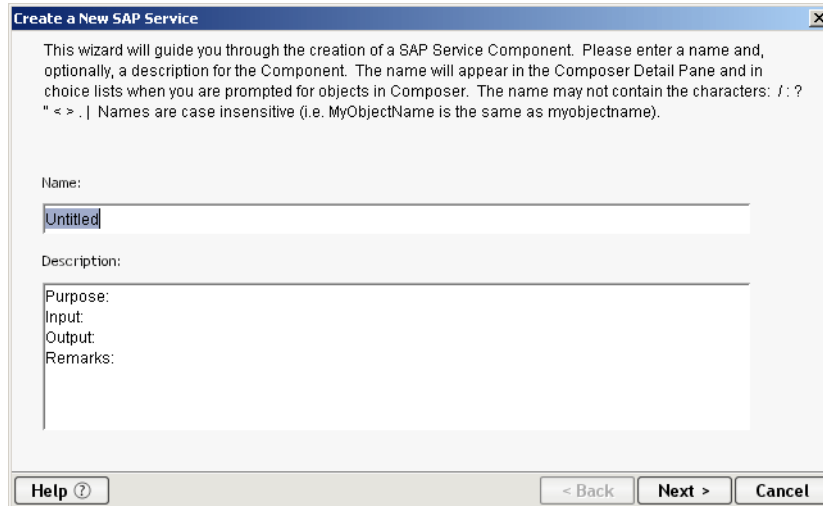 Create a New SAP Service
This wizard will guide you through the creation of a SAP Service Component. Please enter a name and,
optionally, a description for the Component. The name will appear in the Composer Detail Pane and in
choice lists when you are prompted for objects in Composer. The name may not contain the characters: / : ?
" < > . | Names are case insensitive (i.e. MyObjectName is the same as myobjectname).
Name:
Untitled
Description:
Purpose:
Input:
Output:
Remarks:
Help ?
< Back
Next >
Cancel